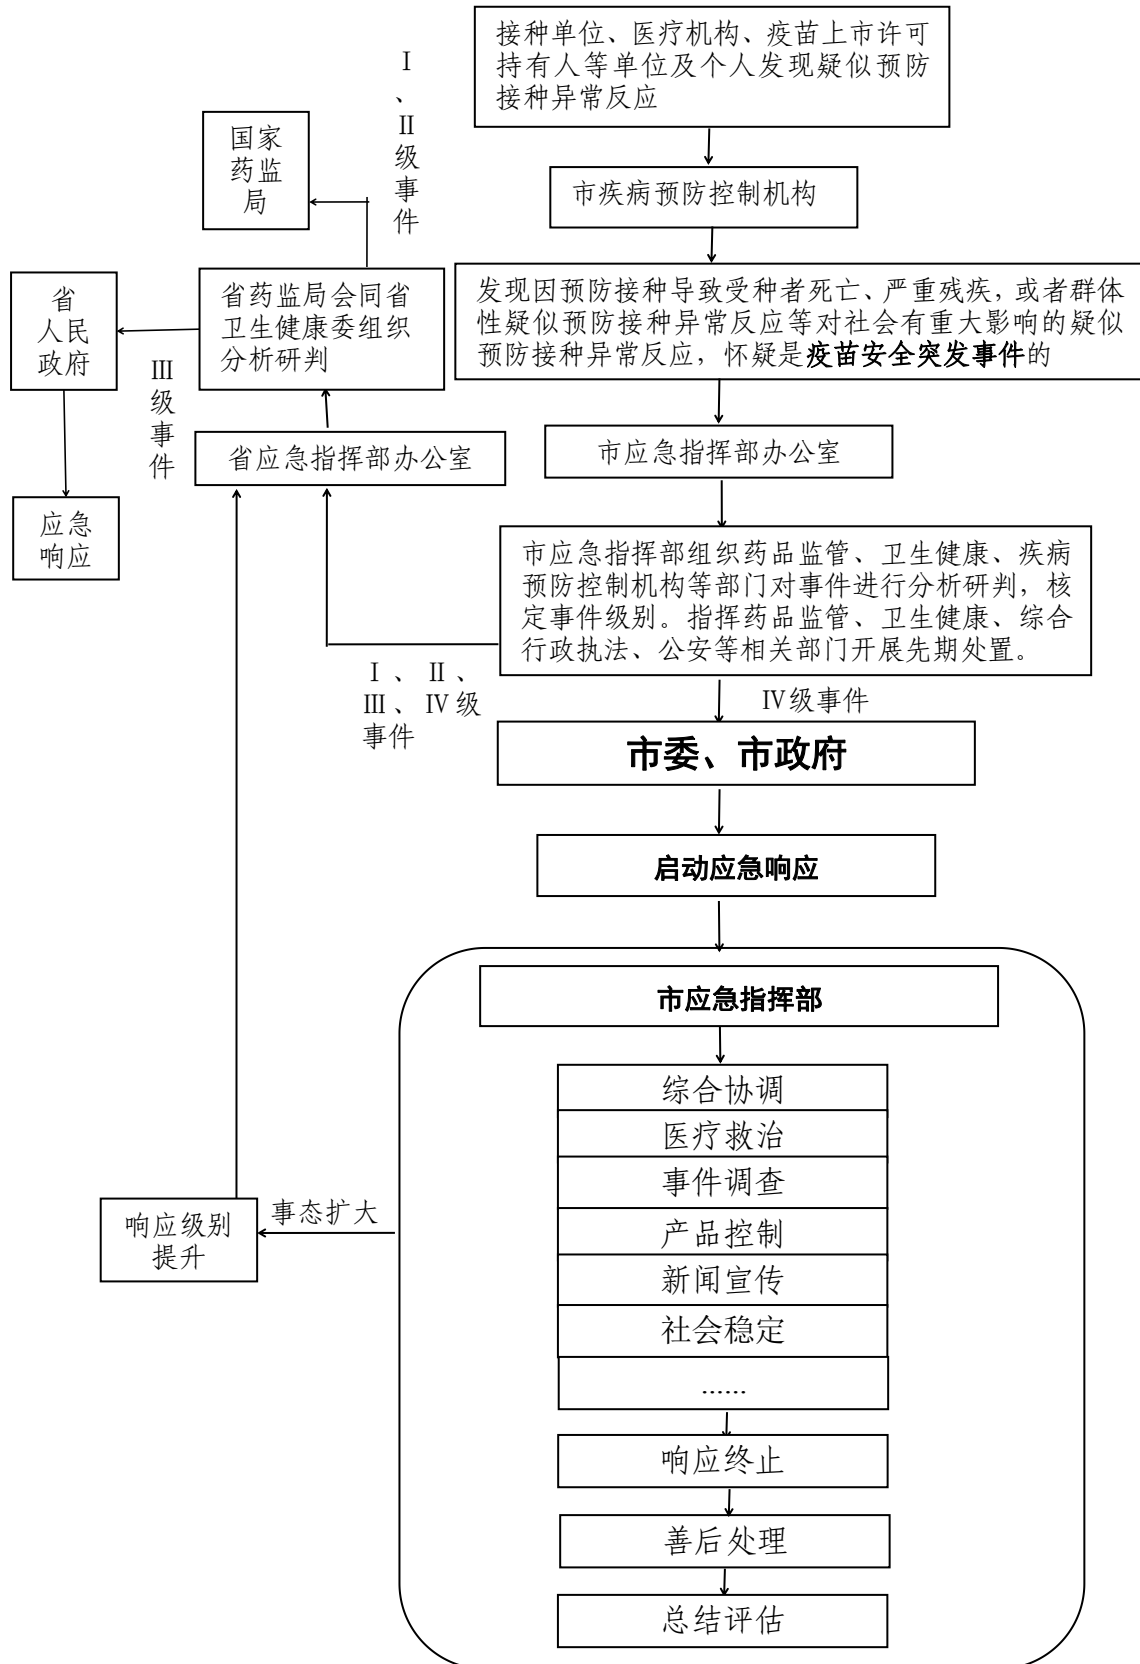 接种单位、医疗机构、疫苗上市许可
持有人等单位及个人发现疑似预防
接种异常反应
Ⅰ
、
Ⅱ
级
事
件
国家
药监
局
市疾病预防控制机构
省
人民
政府
省药监局会同省
卫生健康委组织
分析研判
发现因预防接种导致受种者死亡、严重残疾，或者群体
性疑似预防接种异常反应等对社会有重大影响的疑似
预防接种异常反应，怀疑是疫苗安全突发事件的
Ⅲ
级
事
件
省应急指挥部办公室
市应急指挥部办公室
应急
响应
市应急指挥部组织药品监管、卫生健康、疾病
预防控制机构等部门对事件进行分析研判，核
定事件级别。指挥药品监管、卫生健康、综合
行政执法、公安等相关部门开展先期处置。
Ⅰ、Ⅱ、
Ⅲ、Ⅳ级
事件
Ⅳ级事件
市委、市政府
启动应急响应
市应急指挥部
综合协调
医疗救治
事件调查
产品控制
新闻宣传
社会稳定
……
响应级别
提升
事态扩大
响应终止
善后处理
总结评估